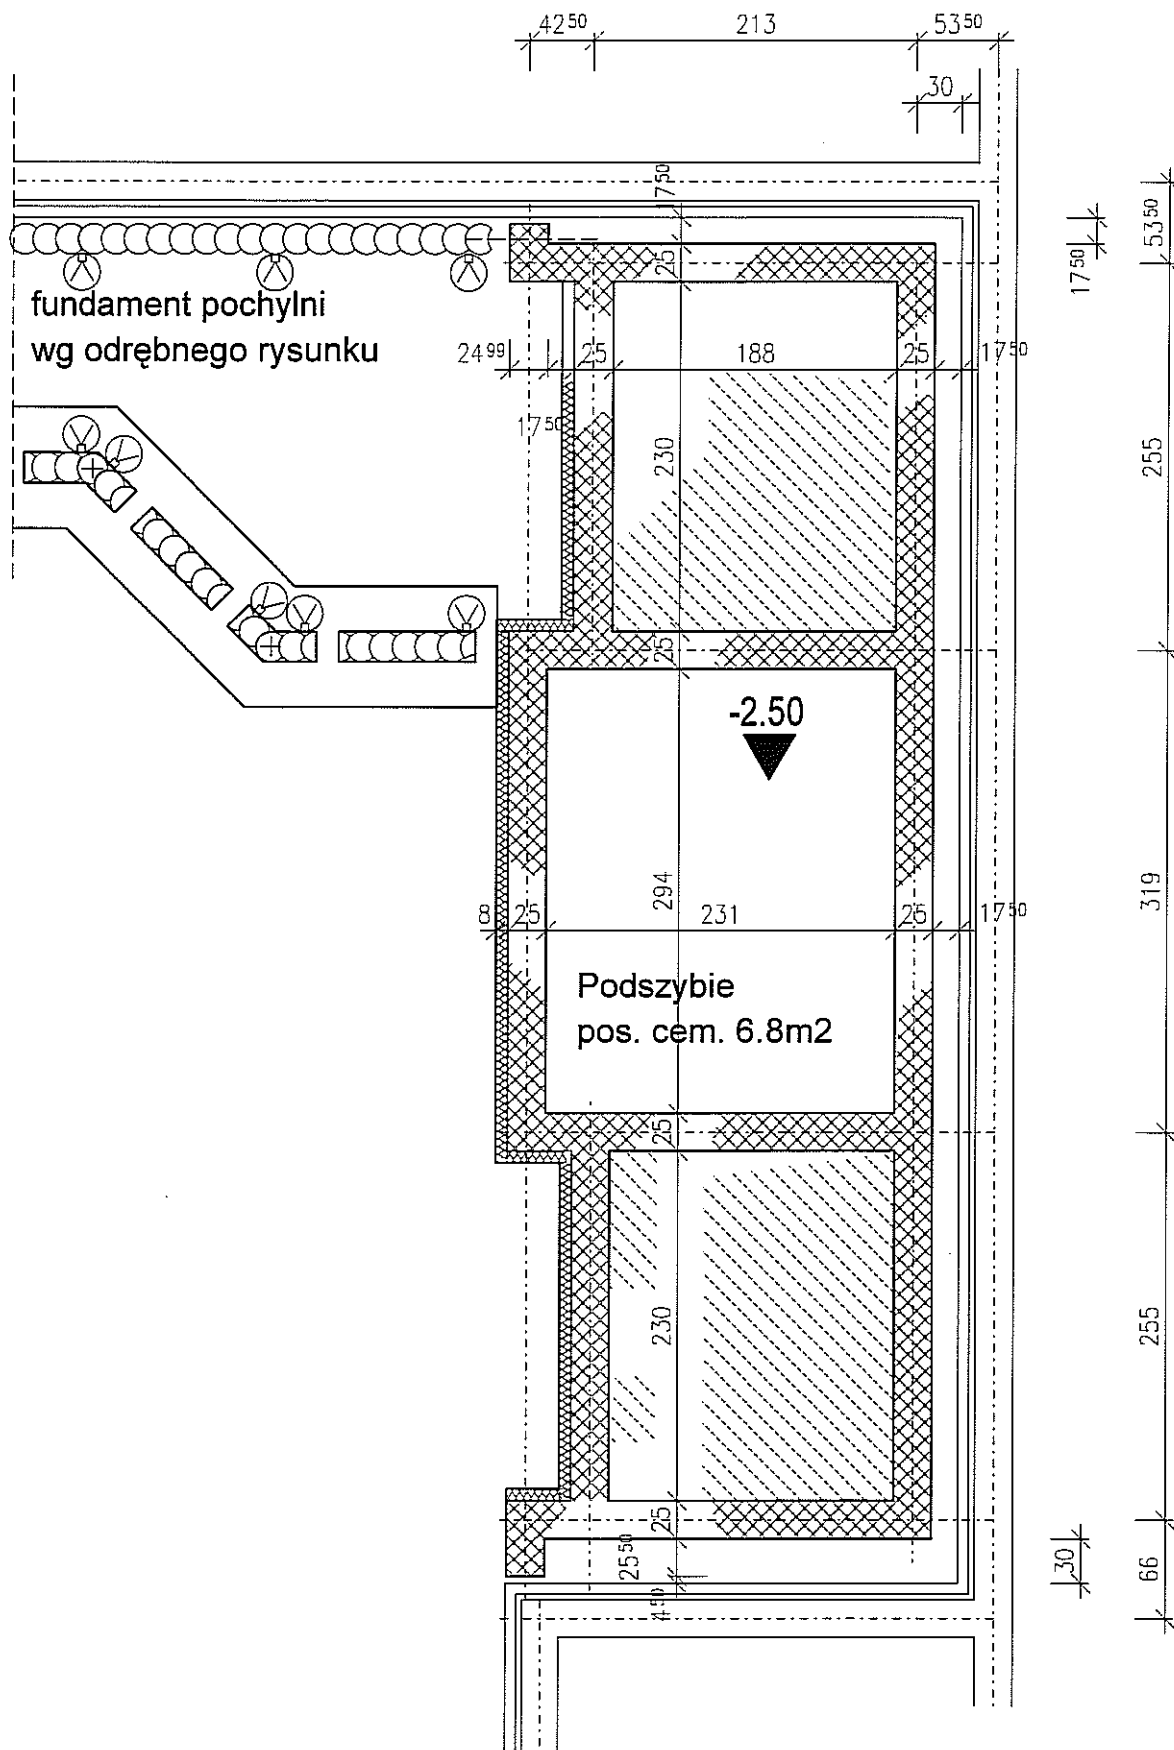 42⁵⁰ 213 53⁵⁰
30
17⁵⁰
53⁵⁰
17⁵⁰
25
fundament pochylni
wg odrębnego rysunku
24⁹⁹ 25 188 25 17⁵⁰
17⁵⁰
230
255
25
-2.50
294
319
8 25 231 25 17⁵⁰
Podszybie
pos. cem. 6.8m2
25
230
255
25
25⁵⁰
30
66
4⁵⁰